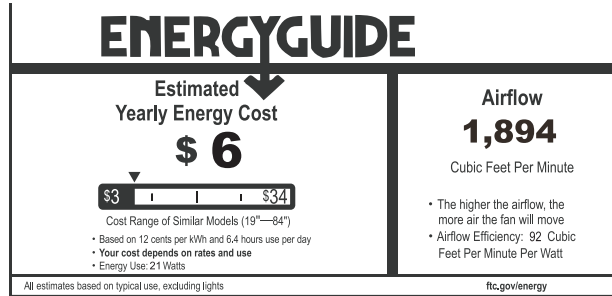 ENERGYGUIDE
Estimated
Yearly Energy Cost
$ 6
$3 $34
Cost Range of Similar Models (19"—84")
• Based on 12 cents per kWh and 6.4 hours use per day
• Your cost depends on rates and use
• Energy Use: 21 Watts
Airflow
1,894
Cubic Feet Per Minute
• The higher the airflow, the
more air the fan will move
• Airflow Efficiency: 92 Cubic
Feet Per Minute Per Watt
All estimates based on typical use, excluding lights
ftc.gov/energy